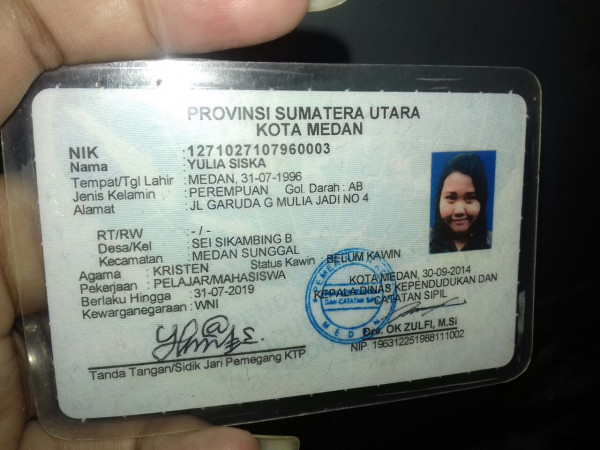 PROVINSI SUMATERA UTARA
KOTA MEDAN
NIK : 1271027107960003
Nama : YULIA SISKA
Tempat/Tgl Lahir : MEDAN, 31-07-1996
Jenis Kelamin : PEREMPUAN Gol. Darah : AB
Alamat : JL GARUDA G MULIA JADI NO 4
RT/RW : - / -
Desa/Kel : SEI SIKAMBING B
Kecamatan : MEDAN SUNGGAL
Agama : KRISTEN Status Kawin : BELUM KAWIN
Pekerjaan : PELAJAR/MAHASISWA
Berlaku Hingga : 31-07-2019
Kewarganegaraan : WNI
KOTA MEDAN, 30-09-2014
KEPALA DINAS KEPENDUDUKAN DAN
CATATAN SIPIL
DAN CATATAN SIPIL
MEDAN
Drs. OK ZULFI, M.Si
NIP. 196312251988111002
Tanda Tangan/Sidik Jari Pemegang KTP